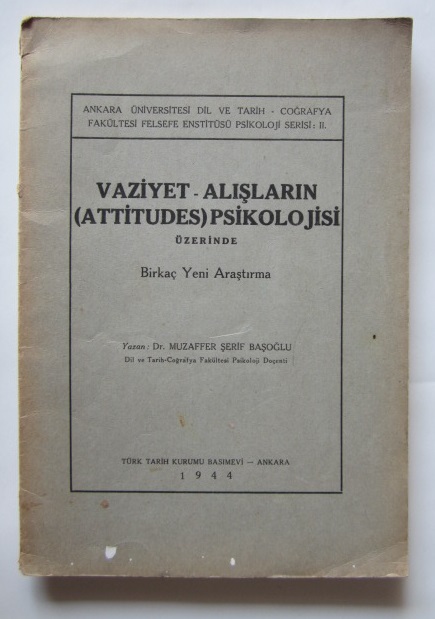 ANKARA ÜNİVERSİTESİ DİL VE TARİH - COĞRAFYA
FAKÜLTESİ FELSEFE ENSTİTÜSÜ PSİKOLOJİ SERİSİ: II.
VAZİYET - ALIŞLARIN
(ATTİTUDES) PSİKOLOJİSİ
ÜZERİNDE
Birkaç Yeni Araştırma
Yazan: Dr. MUZAFFER ŞERİF BAŞOĞLU
Dil ve Tarih-Coğrafya Fakültesi Psikoloji Doçenti
TÜRK TARİH KURUMU BASIMEVİ — ANKARA
1944